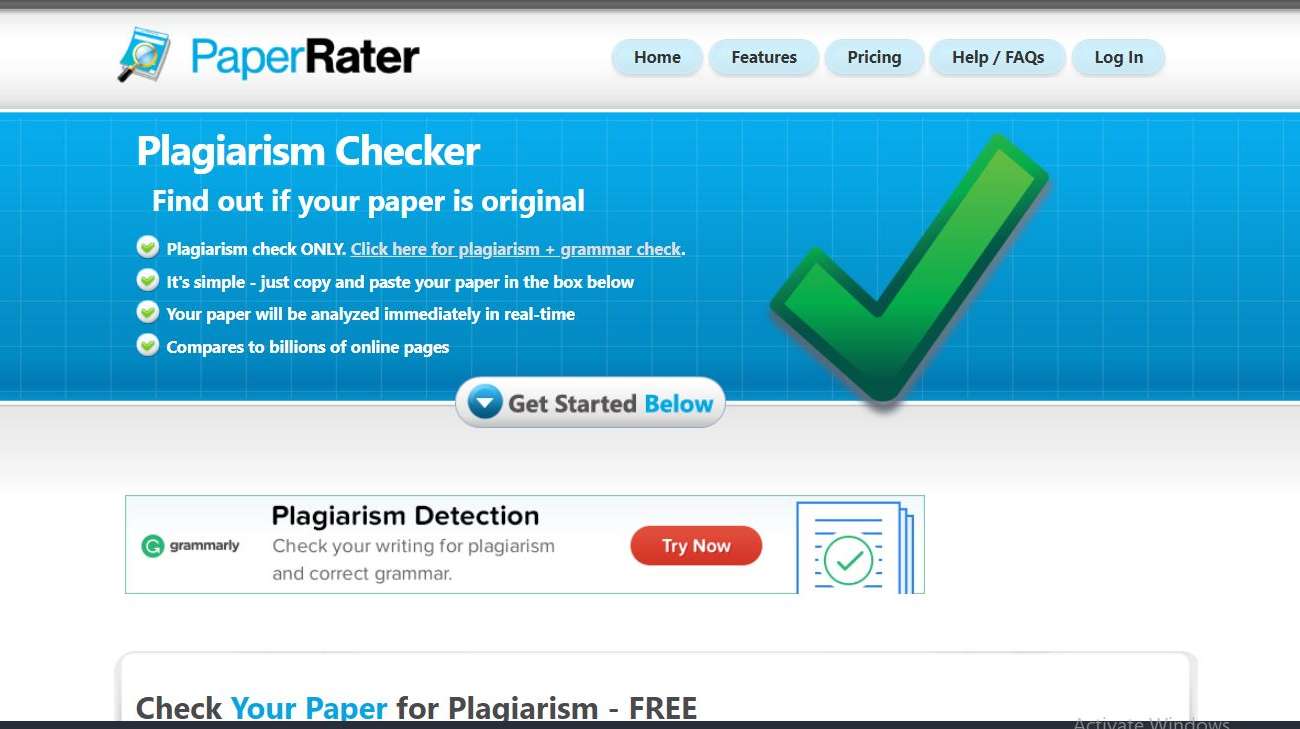 PaperRater
Home
Features
Pricing
Help / FAQs
Log In
Plagiarism Checker
Find out if your paper is original
Plagiarism check ONLY. Click here for plagiarism + grammar check.
It's simple - just copy and paste your paper in the box below
Your paper will be analyzed immediately in real-time
Compares to billions of online pages
Get Started Below
grammarly
Plagiarism Detection
Check your writing for plagiarism
and correct grammar.
Try Now
Check Your Paper for Plagiarism - FREE
Activate Windows